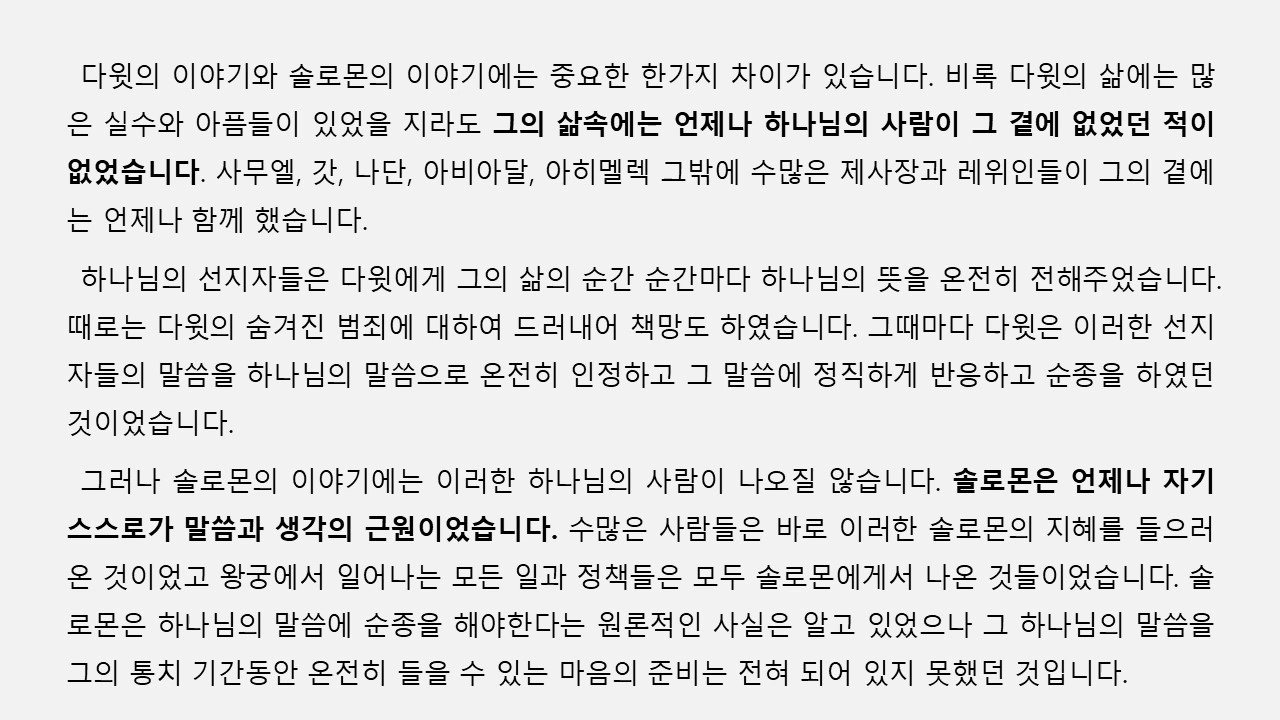 다윗의 이야기와 솔로몬의 이야기에는 중요한 한가지 차이가 있습니다. 비록 다윗의 삶에는 많
은 실수와 아픔들이 있었을 지라도 그의 삶속에는 언제나 하나님의 사람이 그 곁에 없었던 적이
없었습니다. 사무엘, 갓, 나단, 아비아달, 아히멜렉 그밖에 수많은 제사장과 레위인들이 그의 곁에
는 언제나 함께 했습니다.
하나님의 선지자들은 다윗에게 그의 삶의 순간 순간마다 하나님의 뜻을 온전히 전해주었습니다.
때로는 다윗의 숨겨진 범죄에 대하여 드러내어 책망도 하였습니다. 그때마다 다윗은 이러한 선지
자들의 말씀을 하나님의 말씀으로 온전히 인정하고 그 말씀에 정직하게 반응하고 순종을 하였던
것이었습니다.
그러나 솔로몬의 이야기에는 이러한 하나님의 사람이 나오질 않습니다. 솔로몬은 언제나 자기
스스로가 말씀과 생각의 근원이었습니다. 수많은 사람들은 바로 이러한 솔로몬의 지혜를 들으러
온 것이었고 왕궁에서 일어나는 모든 일과 정책들은 모두 솔로몬에게서 나온 것들이었습니다. 솔
로몬은 하나님의 말씀에 순종을 해야한다는 원론적인 사실은 알고 있었으나 그 하나님의 말씀을
그의 통치 기간동안 온전히 들을 수 있는 마음의 준비는 전혀 되어 있지 못했던 것입니다.